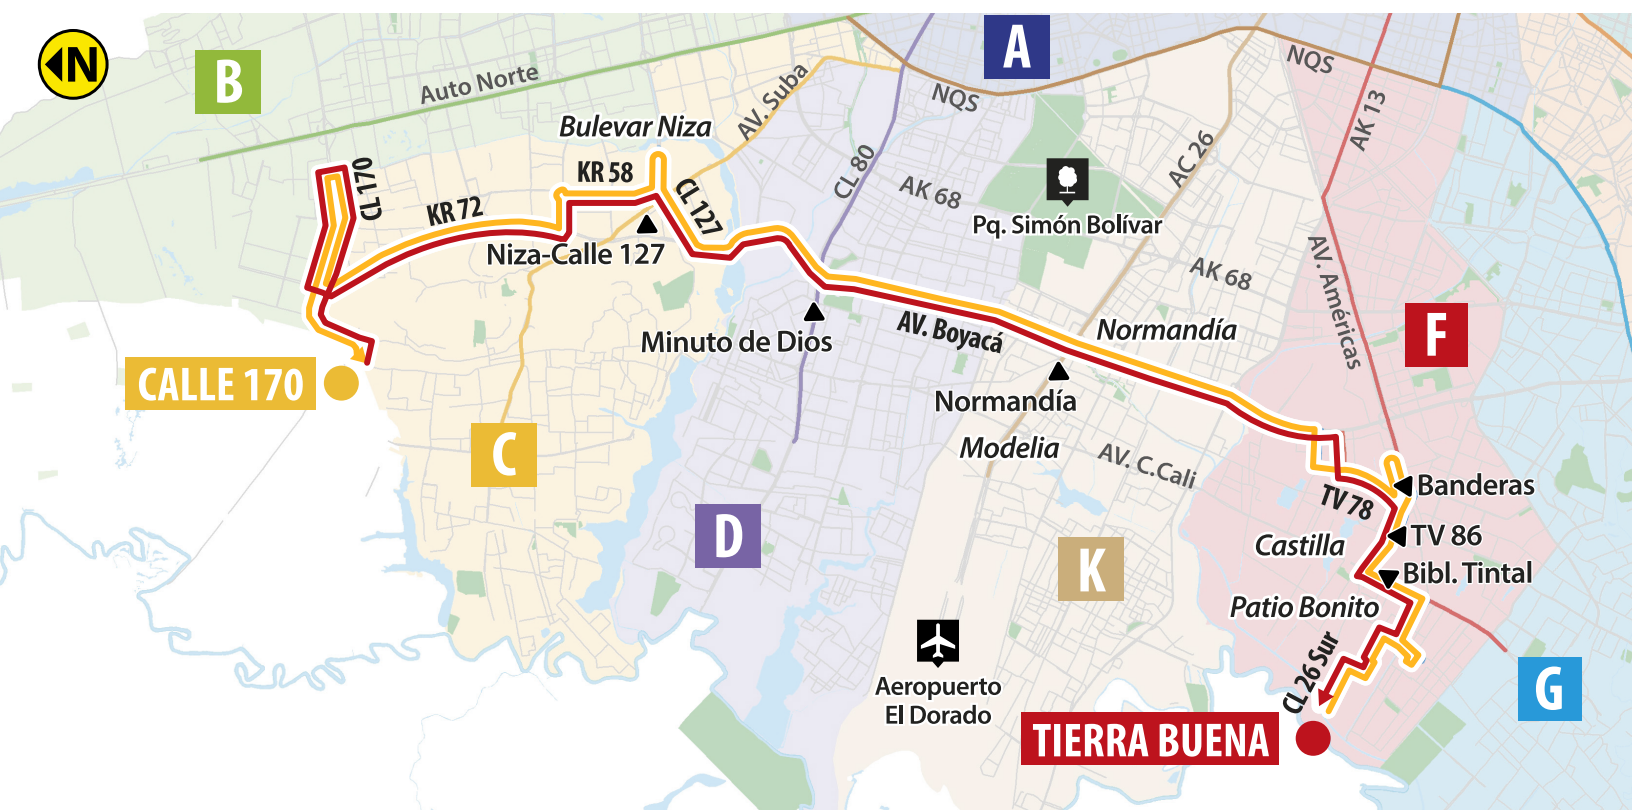 N
B
A
Auto Norte
AV. Suba
NQS
NQS
AK 13
Bulevar Niza
CL 170
KR 72
KR 58
CL 127
CL 80
AK 68
AC 26
Pq. Simón Bolívar
AK 68
AV. Américas
Niza-Calle 127
Minuto de Dios
AV. Boyacá
Normandía
F
CALLE 170
Normandía
Modelia
AV. C.Cali
C
D
K
TV 78
Banderas
TV 86
Castilla
Bibl. Tintal
Patio Bonito
CL 26 Sur
Aeropuerto
El Dorado
G
TIERRA BUENA